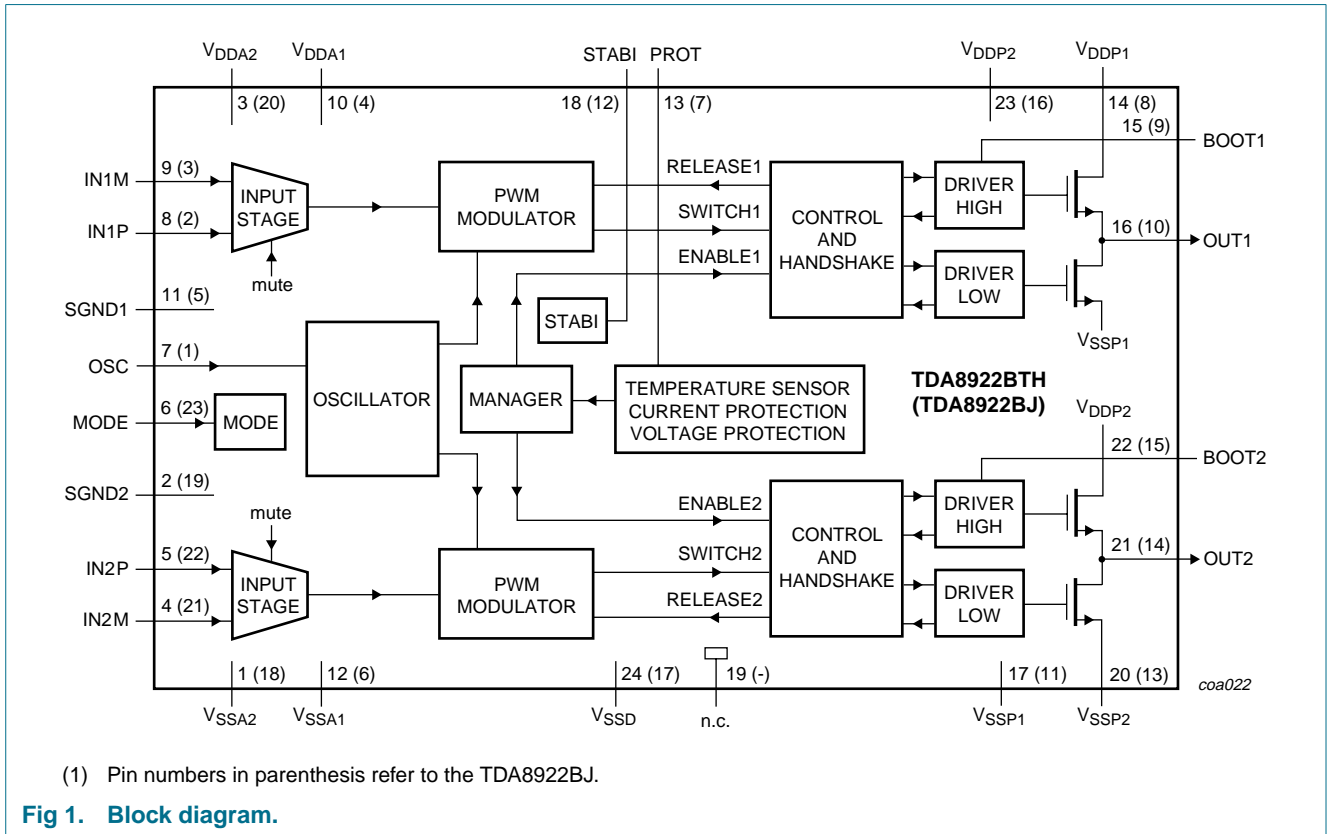 VDDA2 VDDA1 STABI PROT VDDP2 VDDP1
3 (20) 10 (4) 18 (12) 13 (7) 23 (16) 14 (8)
15 (9) BOOT1
IN1M 9 (3)
INPUT
STAGE
IN1P 8 (2)
mute
PWM
MODULATOR
RELEASE1
SWITCH1
ENABLE1
CONTROL
AND
HANDSHAKE
DRIVER
HIGH
DRIVER
LOW
16 (10) OUT1
VSSP1
SGND1 11 (5)
STABI
OSC 7 (1)
OSCILLATOR
MANAGER
TEMPERATURE SENSOR
CURRENT PROTECTION
VOLTAGE PROTECTION
TDA8922BTH
(TDA8922BJ)
MODE 6 (23) MODE
VDDP2
22 (15) BOOT2
SGND2 2 (19)
mute
IN2P 5 (22)
INPUT
STAGE
IN2M 4 (21)
PWM
MODULATOR
ENABLE2
SWITCH2
RELEASE2
CONTROL
AND
HANDSHAKE
DRIVER
HIGH
DRIVER
LOW
21 (14) OUT2
1 (18) 12 (6) 24 (17) 19 (-) 17 (11) 20 (13)
coa022
VSSA2 VSSA1 VSSD n.c. VSSP1 VSSP2
(1) Pin numbers in parenthesis refer to the TDA8922BJ.
Fig 1. Block diagram.